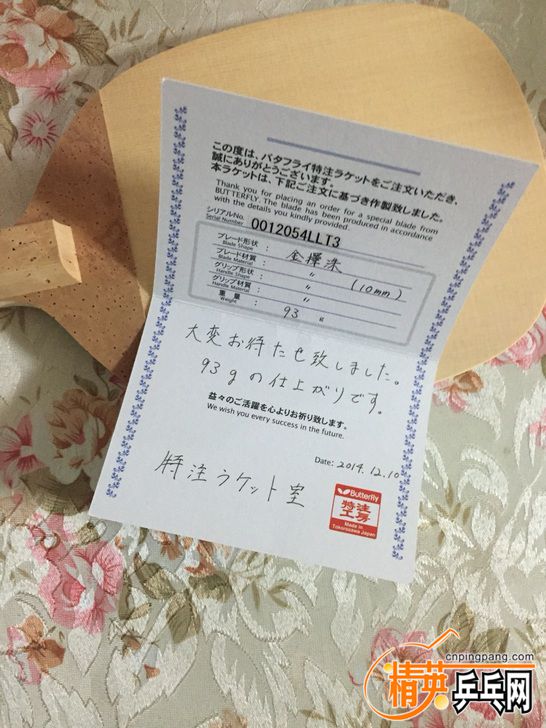 この度は、バタフライ特注ラケットをご注文いただき、
誠にありがとうございます。
本ラケットは、下記ご注文に基づき作製致しました。
Thank you for placing an order for a special blade from
BUTTERFLY. The blade has been produced in accordance
with the details you kindly provided.
シリアルNo.
Serial Number 0012054LLT3
ブレード形状 : 金擇洙
Blade Shape
ブレード材質 : 〃 (10mm)
Blade Material
グリップ形状 : 〃
Handle Shape
グリップ材質 : 〃
Handle Material
重量 : 93 g
Weight
大変お待たせ致しました。
93gの仕上がりです。
益々のご活躍を心よりお祈り致します。
We wish you every success in the future.
Date: 2014.12.10
特注ラケット室
Butterfly
特注
工房
Made in
Tokorozawa Japan
cnpingpang.com
精英乒乓网